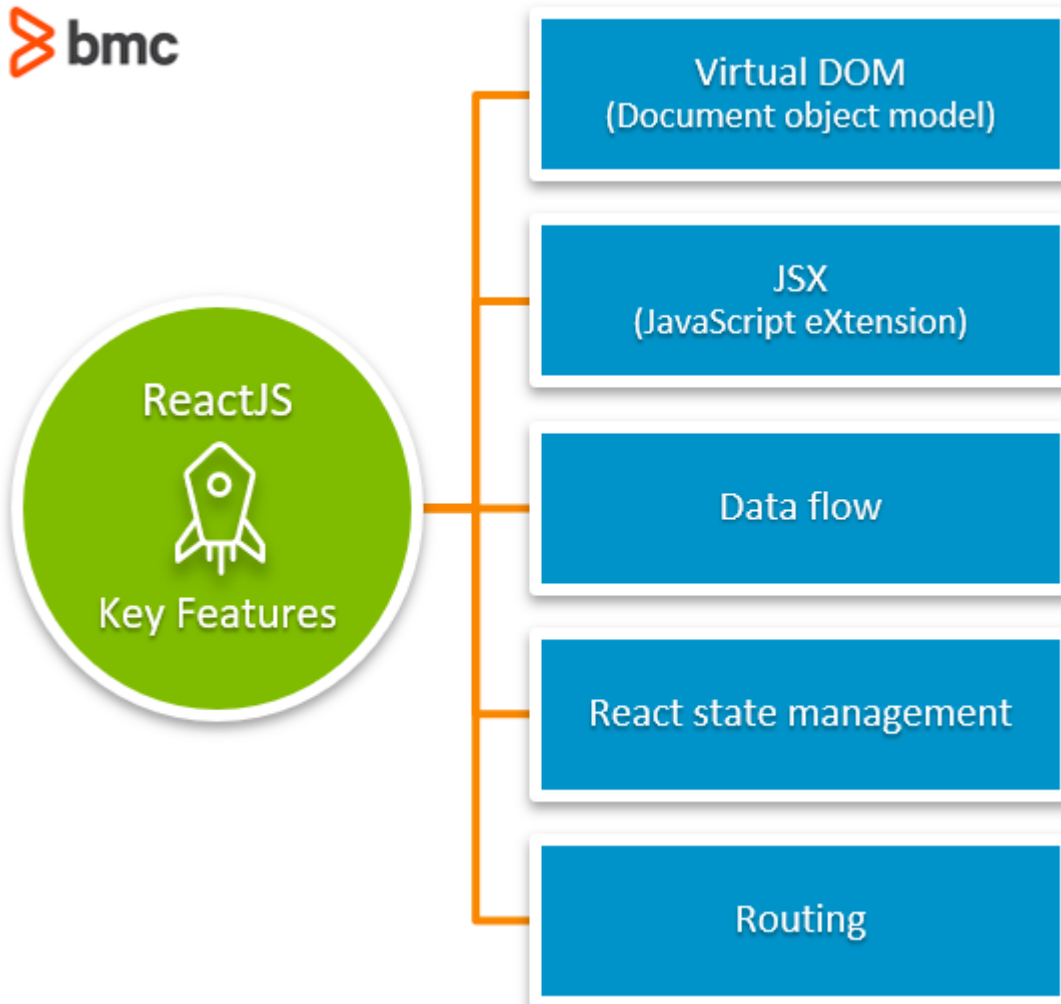 bmc
ReactJS
Key Features
Virtual DOM
(Document object model)
JSX
(JavaScript eXtension)
Data flow
React state management
Routing